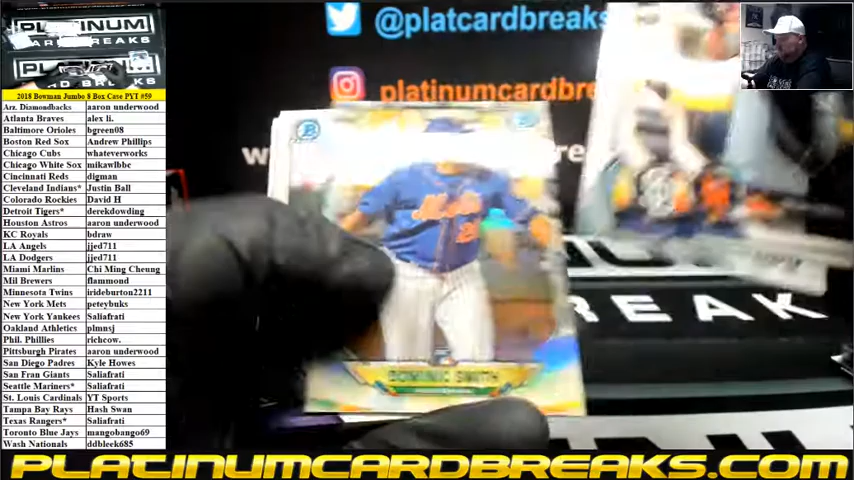 PLATINUM
CARD BREAKS
@platcardbreaks
platinumcardbre
w
re
2018 Bowman Jumbo 8 Box Case PYT #59
Arz. Diamondbacks aaron underwood
Atlanta Braves alex li.
Baltimore Orioles bgreen08
Boston Red Sox Andrew Phillips
Chicago Cubs whateverworks
Chicago White Sox mikawlbbc
Cincinnati Reds digman
Cleveland Indians* Justin Ball
Colorado Rockies David H
Detroit Tigers* derekdowding
Houston Astros aaron underwood
KC Royals bdraw
LA Angels jjed711
LA Dodgers jjed711
Miami Marlins Chi Ming Cheung
Mil Brewers flammond
Minnesota Twins irideburton2211
New York Mets peteybuks
New York Yankees Saliafrati
Oakland Athletics plmnsj
Phil. Phillies richcow.
Pittsburgh Pirates aaron underwood
San Diego Padres Kyle Howes
San Fran Giants Saliafrati
Seattle Mariners* Saliafrati
St. Louis Cardinals YT Sports
Tampa Bay Rays Hash Swan
Texas Rangers* Saliafrati
Toronto Blue Jays mangobango69
Wash Nationals ddbleek685
Mets
DOMINIC SMITH
BREAK
PLATINUMCARDBREAKS.COM